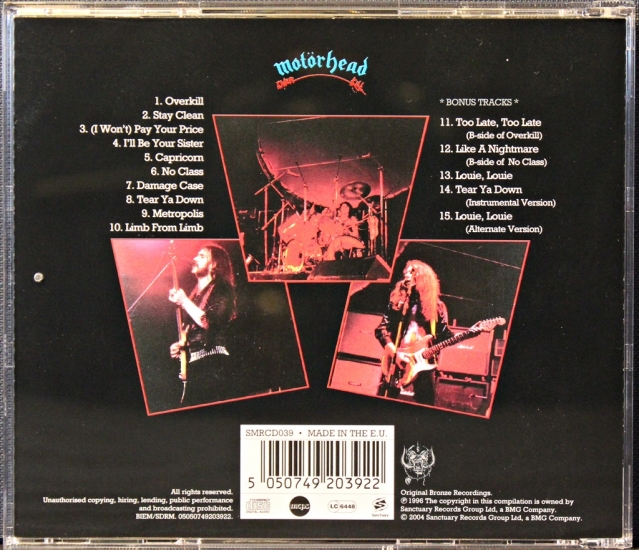 motörhead
1. Overkill
2. Stay Clean
3. (I Won't) Pay Your Price
4. I'll Be Your Sister
5. Capricorn
6. No Class
7. Damage Case
8. Tear Ya Down
9. Metropolis
10. Limb From Limb
* BONUS TRACKS *
11. Too Late, Too Late
(B-side of Overkill)
12. Like A Nightmare
(B-side of No Class)
13. Louie, Louie
14. Tear Ya Down
(Instrumental Version)
15. Louie, Louie
(Alternate Version)
SMRCD039 • MADE IN THE E.U.
5 050749 203922
All rights reserved.
Unauthorised copying, hiring, lending, public performance
and broadcasting prohibited.
BIEM/SDRM. 05050749203922.
COMPACT
DIGITAL AUDIO
LC 6448
Sanctuary
Original Bronze Recordings.
℗ 1996 The copyright in this compilation is owned by
Sanctuary Records Group Ltd, a BMG Company.
© 2004 Sanctuary Records Group Ltd, a BMG Company.